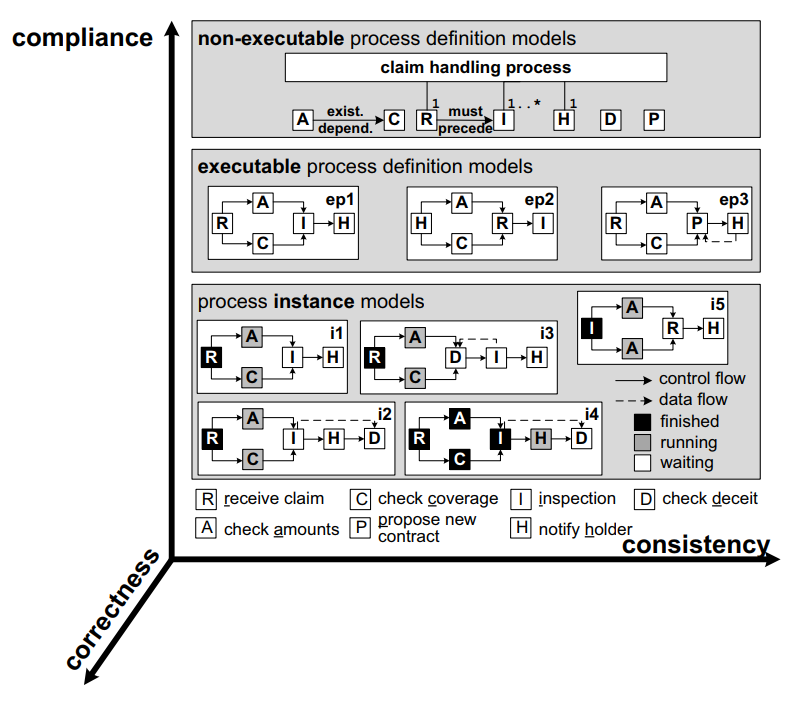 compliance
non-executable process definition models
claim handling process
1 1..* 1
A exist. depend. C R must precede I H D P
executable process definition models
ep1
R A C I H
ep2
H A C R I
ep3
R A C P H
process instance models
i1
R A C I H
i3
R A C D I H
i5
I A A R H
i2
R A C I H D
i4
R A C I H D
control flow
data flow
finished
running
waiting
R receive claim C check coverage I inspection D check deceit
A check amounts P propose new contract H notify holder
consistency
correctness